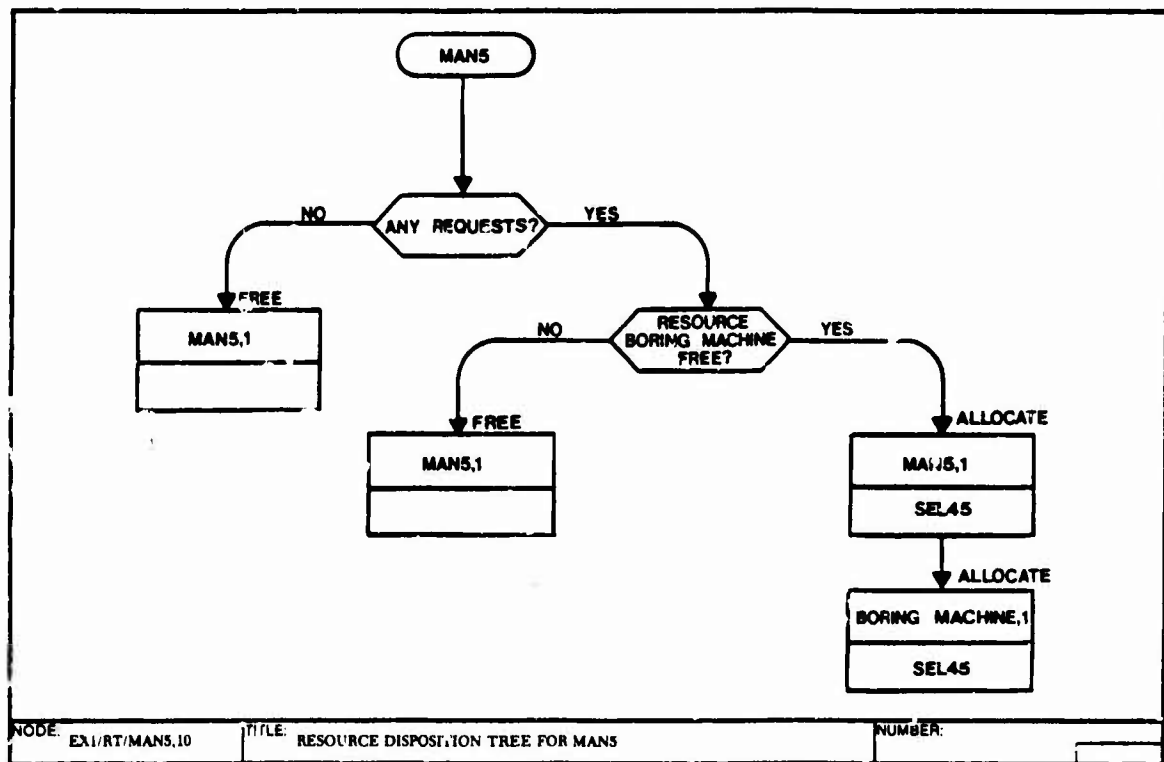 MAN5
NO
ANY REQUESTS?
YES
FREE
MAN5,1
NO
RESOURCE
BORING MACHINE
FREE?
YES
FREE
MAN5,1
ALLOCATE
MAN5,1
SEL45
ALLOCATE
BORING MACHINE,1
SEL45
NODE: EX1/RT/MAN5,10
TITLE: RESOURCE DISPOSITION TREE FOR MAN5
NUMBER: